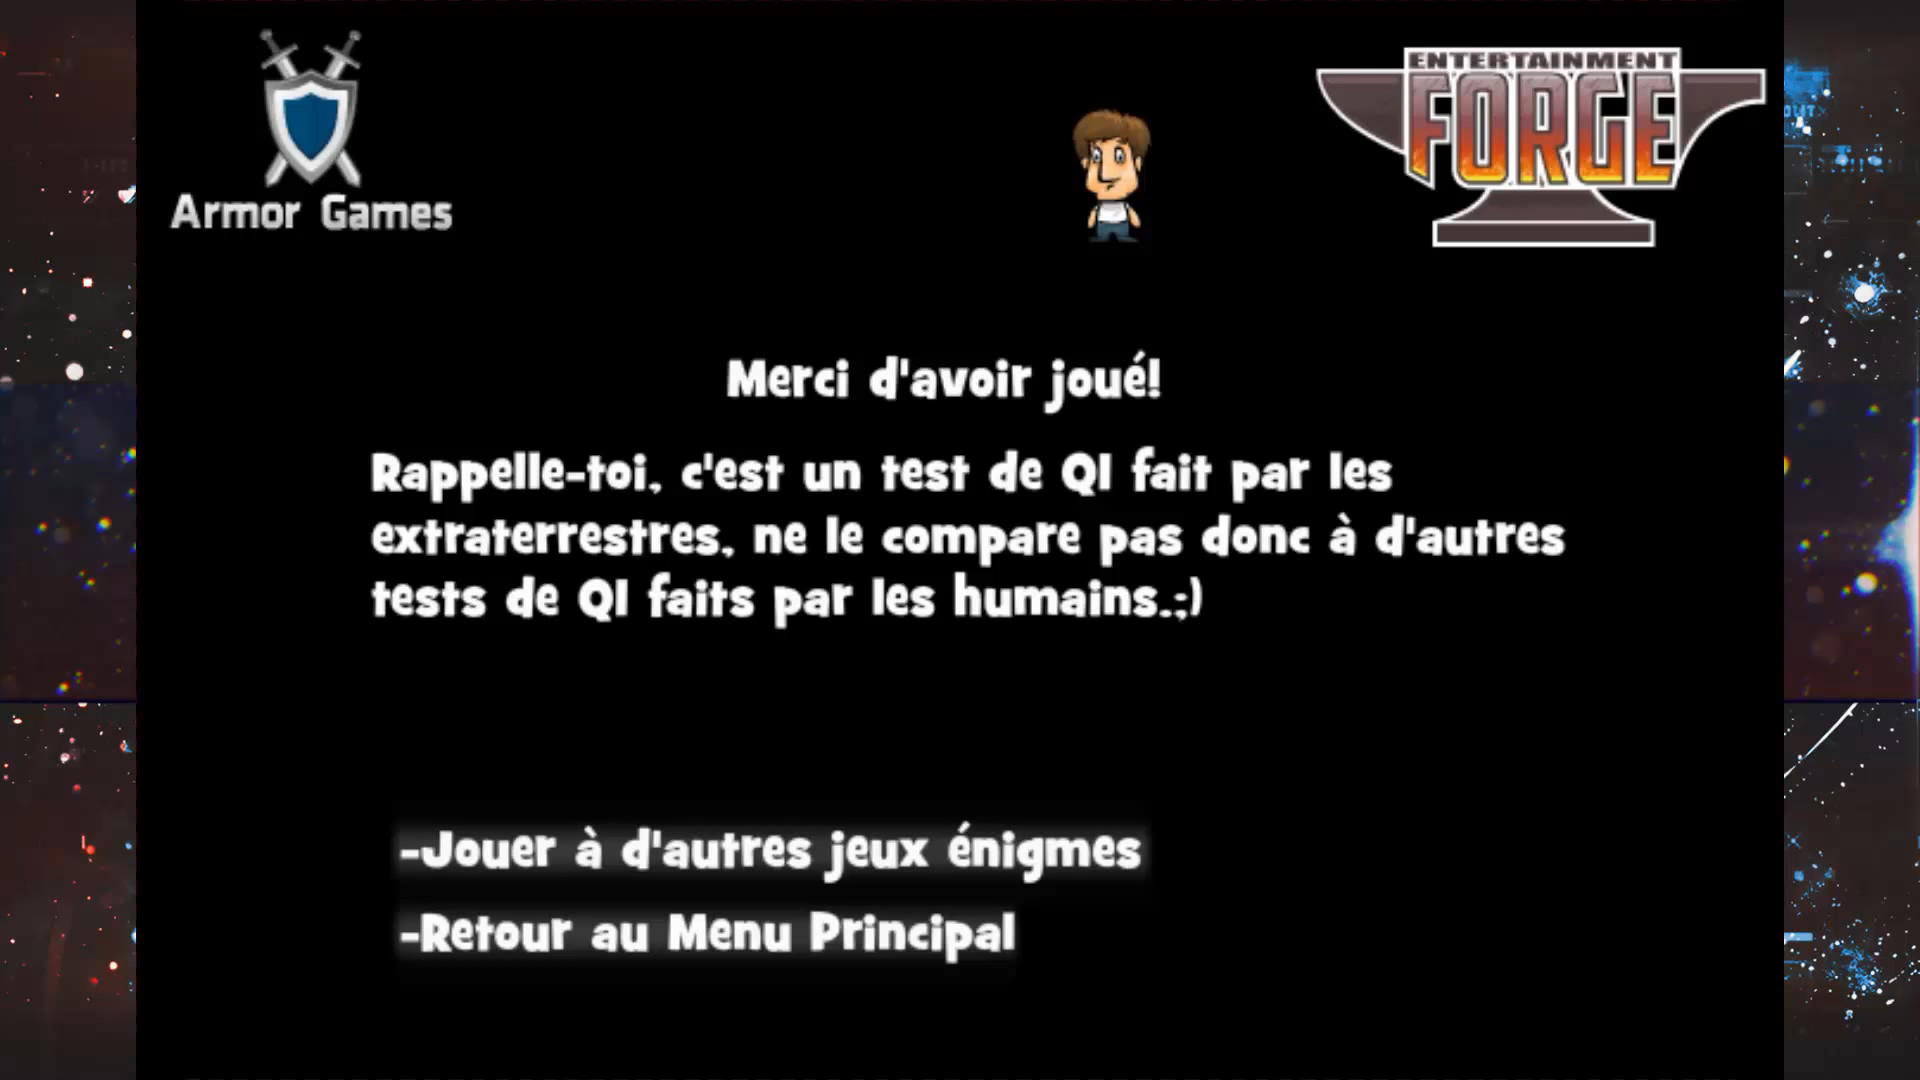 Armor Games
ENTERTAINMENT
FORGE
Merci d'avoir joué!
Rappelle-toi, c'est un test de QI fait par les
extraterrestres, ne le compare pas donc à d'autres
tests de QI faits par les humains.;)
-Jouer à d'autres jeux énigmes
-Retour au Menu Principal